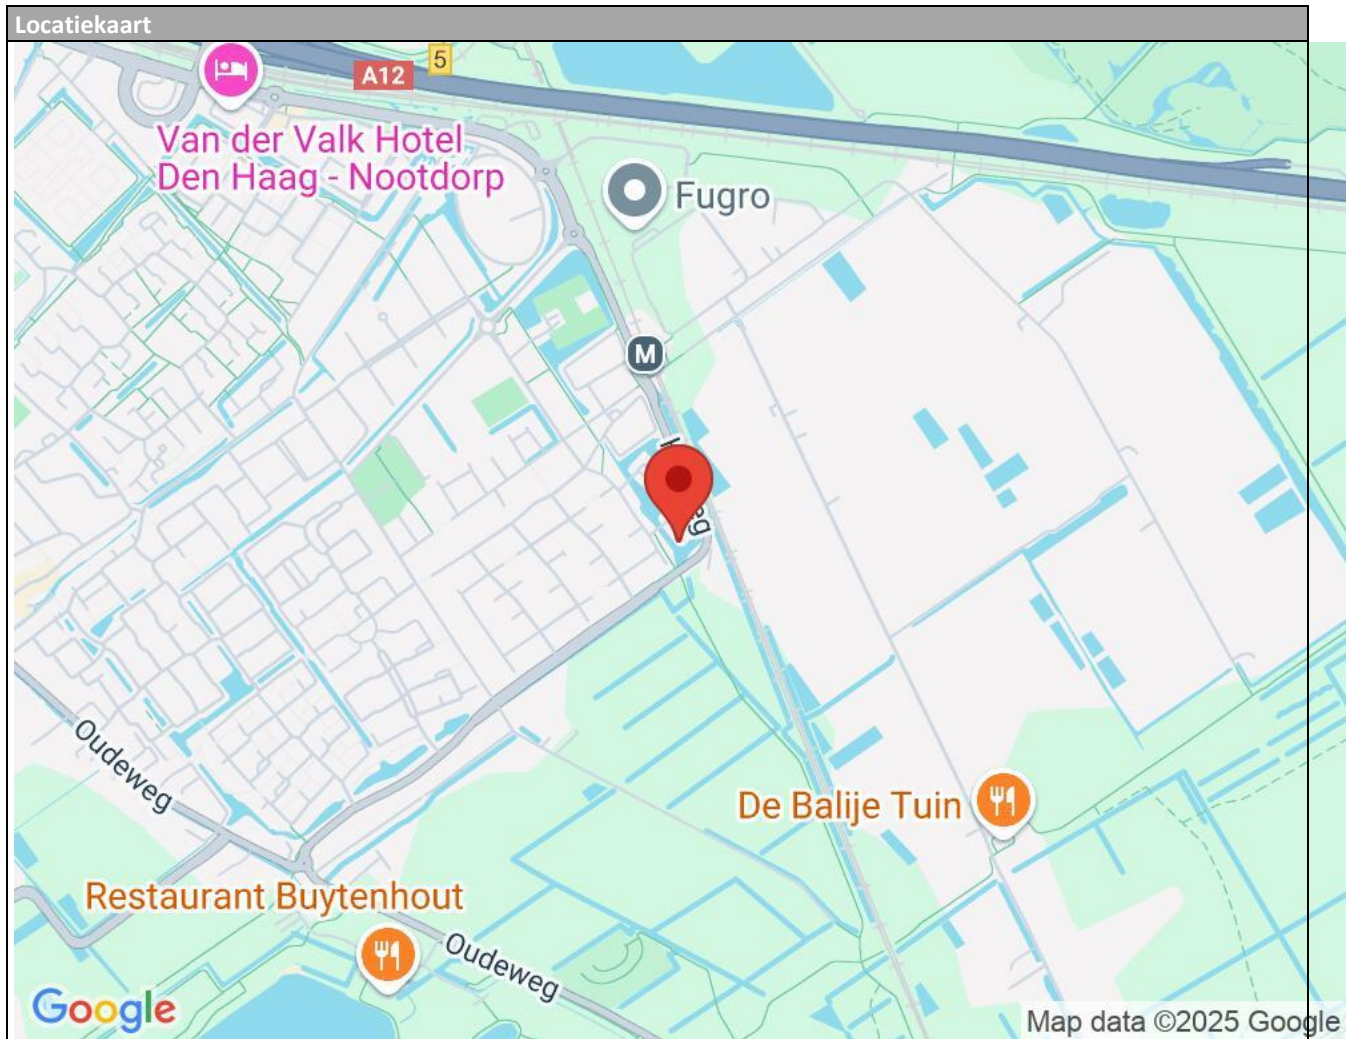 Locatiekaart
5
A12
Van der Valk Hotel
Den Haag - Nootdorp
Fugro
M
Oudeweg
De Balije Tuin
Restaurant Buytenhout
Oudeweg
Google
Map data ©2025 Google